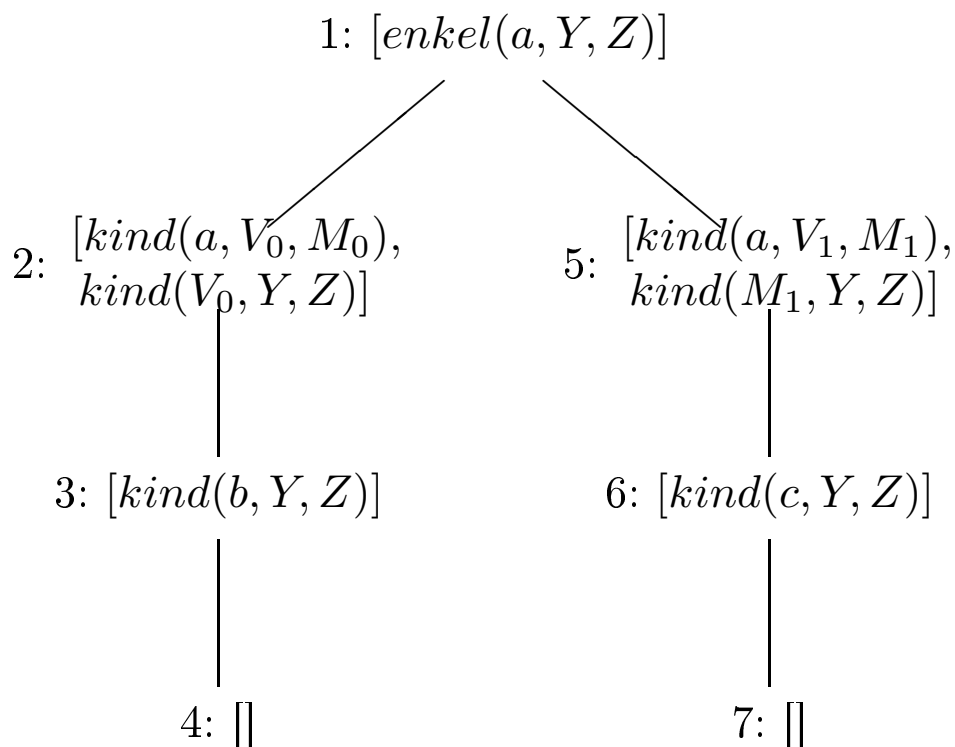 1: [enkel(a, Y, Z)]
2: [kind(a, V₀, M₀),
kind(V₀, Y, Z)]
5: [kind(a, V₁, M₁),
kind(M₁, Y, Z)]
3: [kind(b, Y, Z)]
6: [kind(c, Y, Z)]
4: []
7: []